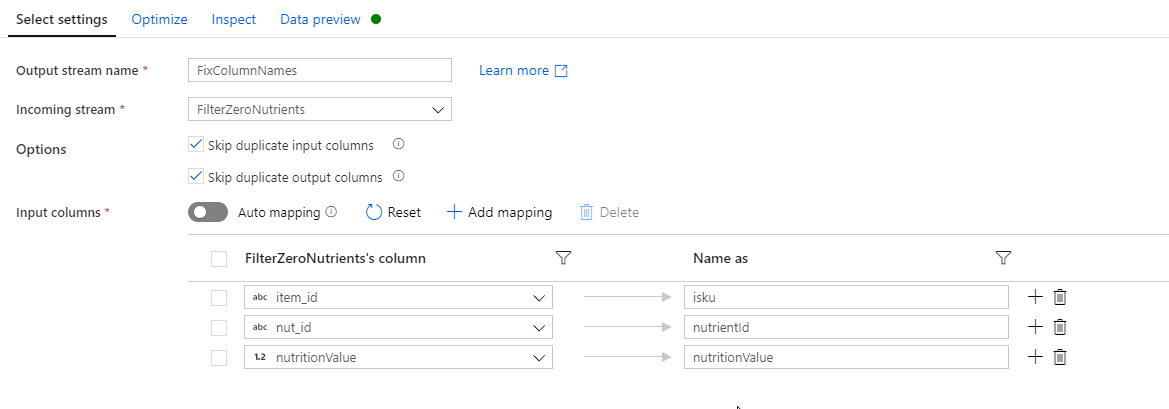 Select settings Optimize Inspect Data preview
Output stream name * FixColumnNames Learn more
Incoming stream * FilterZeroNutrients
Options Skip duplicate input columns
Skip duplicate output columns
Input columns * Auto mapping Reset Add mapping Delete
FilterZeroNutrients's column Name as
abc item_id isku
abc nut_id nutrientId
1.2 nutritionValue nutritionValue